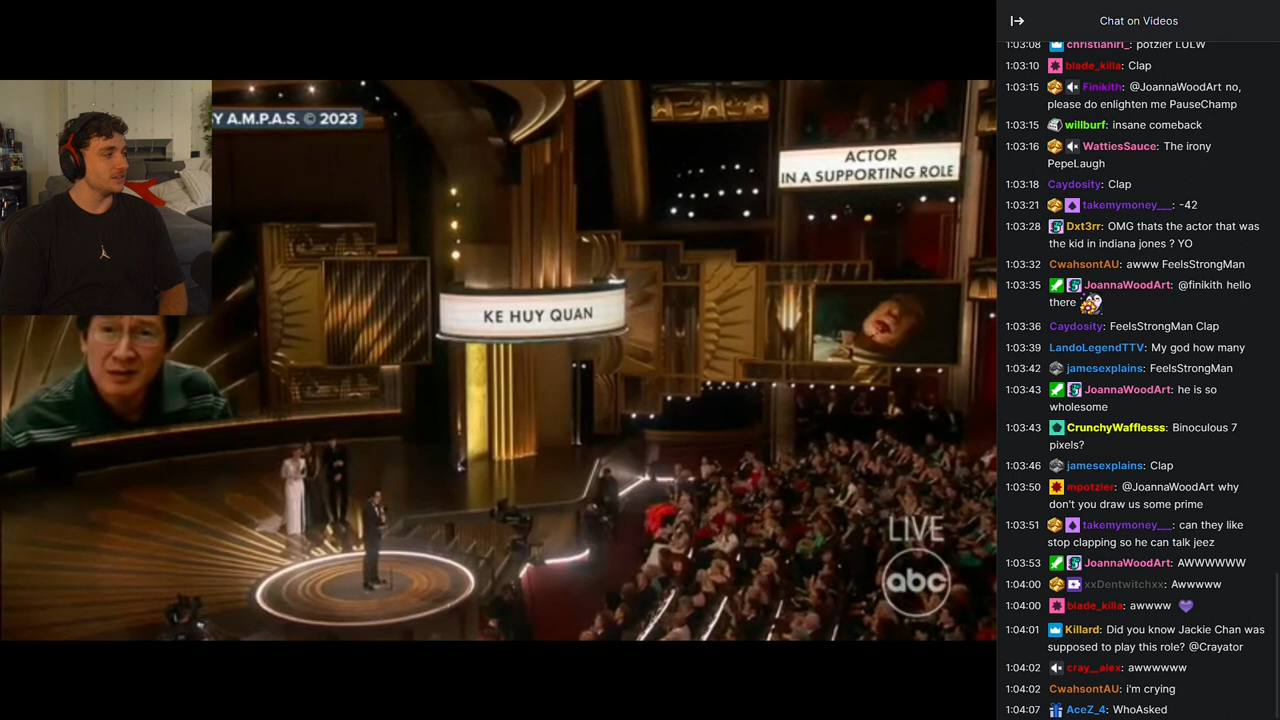 Y A.M.P.A.S. © 2023
ACTOR
IN A SUPPORTING ROLE
KE HUY QUAN
LIVE
abc
Chat on Videos
1:03:08 christianiri_: potzier LULW
1:03:10 blade_killa: Clap
1:03:15 Finikith: @JoannaWoodArt no,
please do enlighten me PauseChamp
1:03:15 willburf: insane comeback
1:03:16 WattiesSauce: The irony
PepeLaugh
1:03:18 Caydosity: Clap
1:03:21 takemymoney___: -42
1:03:28 Dxt3rr: OMG thats the actor that was
the kid in indiana jones ? YO
1:03:32 CwahsontAU: awww FeelsStrongMan
1:03:35 JoannaWoodArt: @finikith hello
there
1:03:36 Caydosity: FeelsStrongMan Clap
1:03:39 LandoLegendTTV: My god how many
1:03:42 jamesexplains: FeelsStrongMan
1:03:43 JoannaWoodArt: he is so
wholesome
1:03:43 CrunchyWafflesss: Binoculous 7
pixels?
1:03:46 jamesexplains: Clap
1:03:50 mpotzier: @JoannaWoodArt why
don't you draw us some prime
1:03:51 takemymoney___: can they like
stop clapping so he can talk jeez
1:03:53 JoannaWoodArt: AWWWWWW
1:04:00 xxDentwitchxx: Awwwww
1:04:00 blade_killa: awwww
1:04:01 Killard: Did you know Jackie Chan was
supposed to play this role? @Crayator
1:04:02 cray__alex: awwwwww
1:04:02 CwahsontAU: i'm crying
1:04:07 AceZ_4: WhoAsked